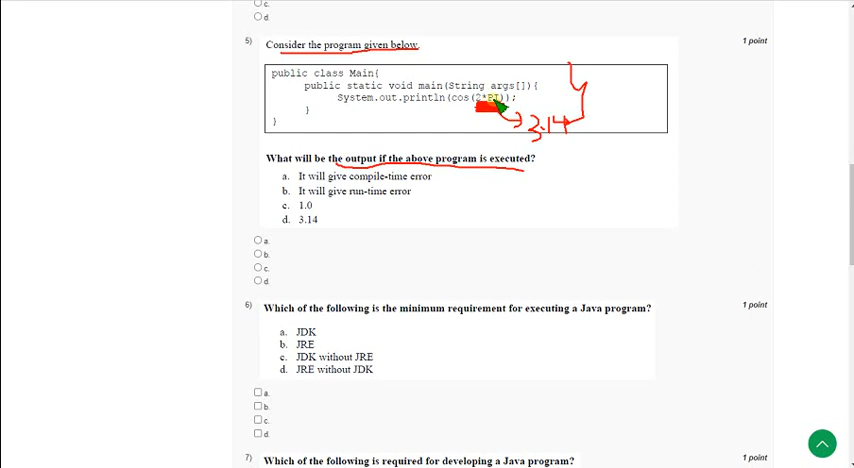 c.
d.
5)
Consider the program given below.
1 point
public class Main{
public static void main(String args[]){
System.out.println(cos(2*PI));
}
}
3.14
What will be the output if the above program is executed?
a. It will give compile-time error
b. It will give run-time error
c. 1.0
d. 3.14
a.
b.
c.
d.
6) Which of the following is the minimum requirement for executing a Java program?
1 point
a. JDK
b. JRE
c. JDK without JRE
d. JRE without JDK
a.
b.
c.
d.
7) Which of the following is required for developing a Java program?
1 point